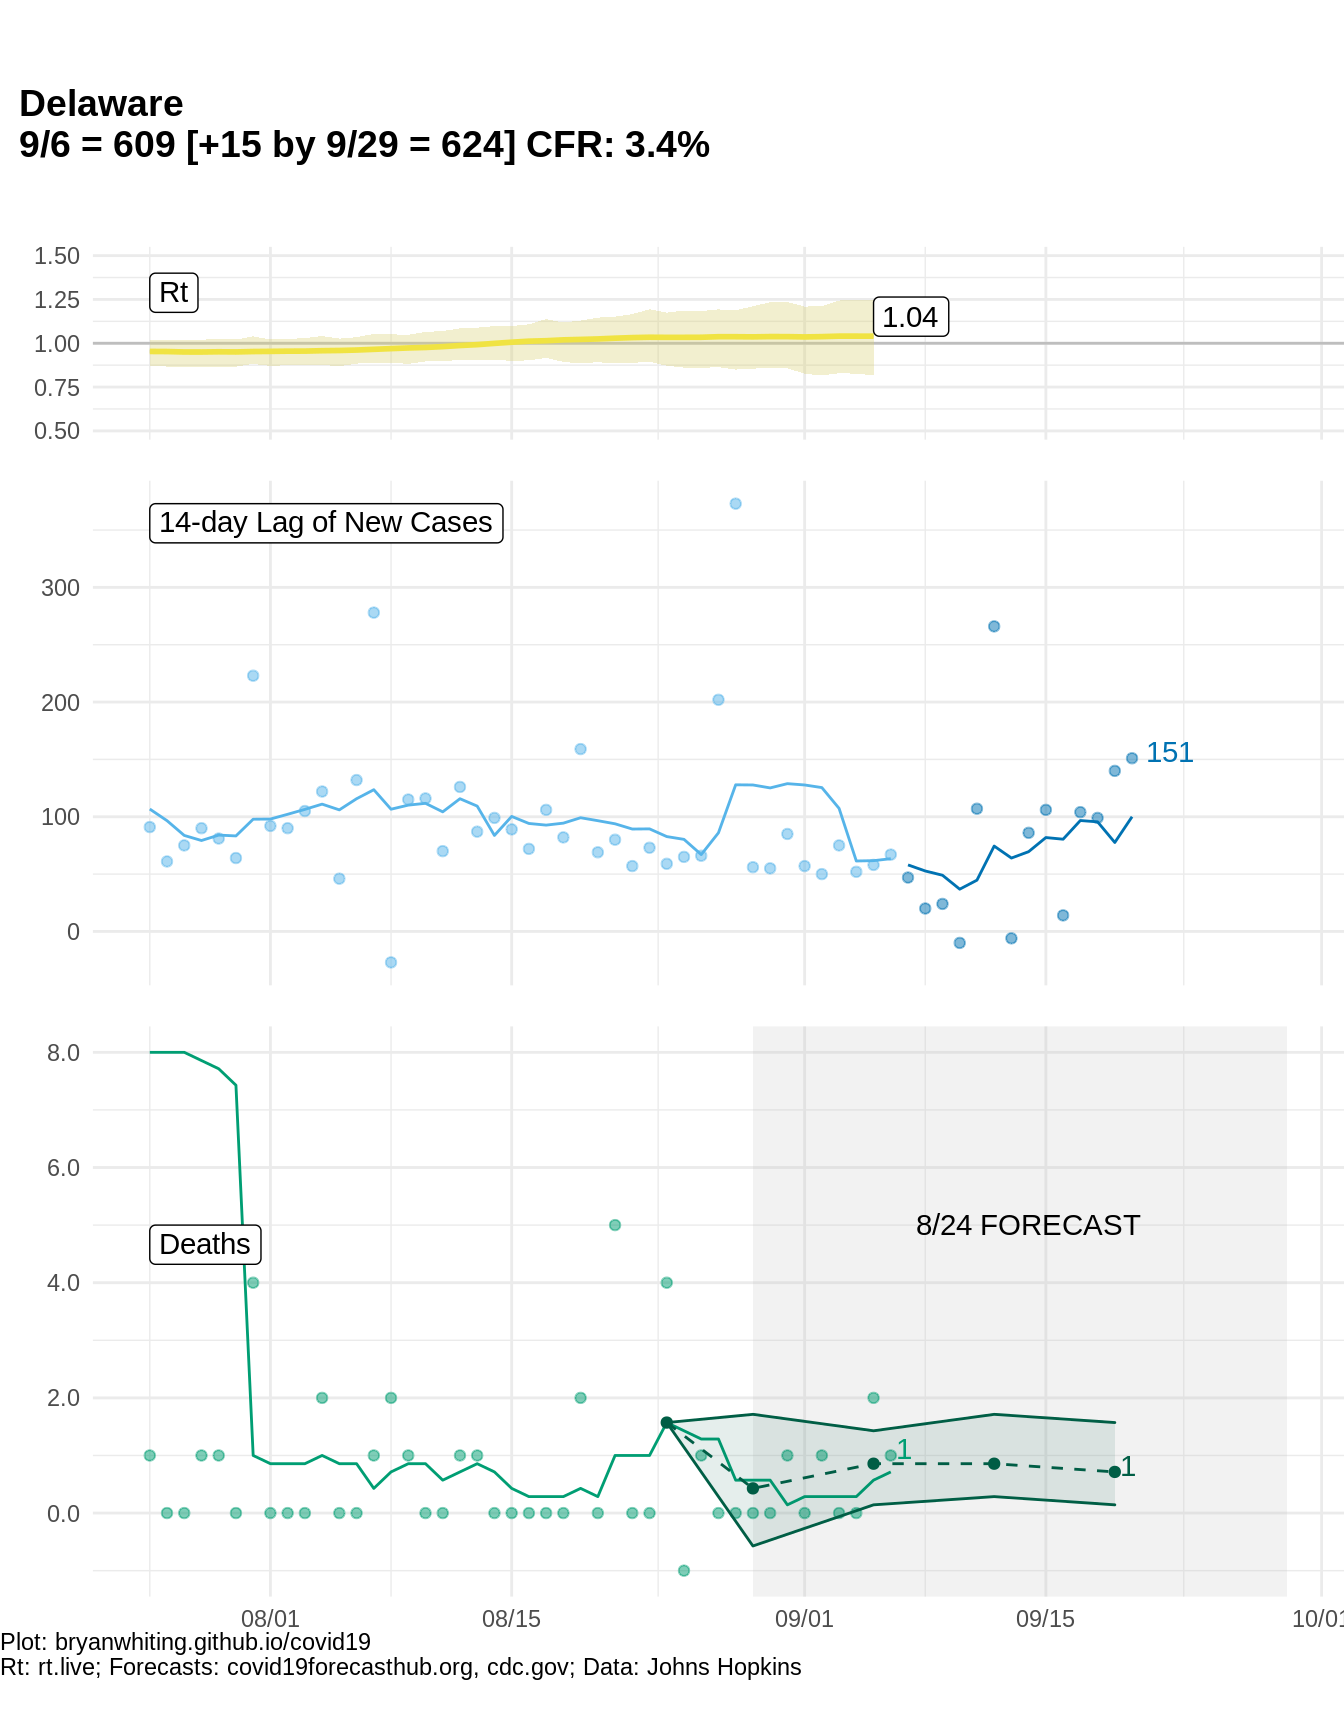 Delaware
9/6 = 609 [+15 by 9/29 = 624] CFR: 3.4%
1.50
Rt
1.25
1.04
1.00
0.75
0.50
14-day Lag of New Cases
300
200
151
100
0
8.0
6.0
8/24 FORECAST
Deaths
4.0
2.0
1
1
0.0
08/01 08/15 09/01 09/15 10/01
Plot: bryanwhiting.github.io/covid19
Rt: rt.live; Forecasts: covid19forecasthub.org, cdc.gov; Data: Johns Hopkins